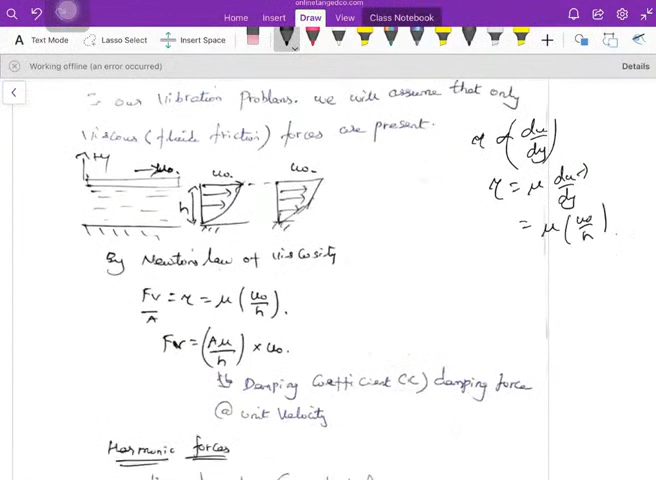 onlinetangedco.com
Home Insert Draw View Class Notebook
A Text Mode Lasso Select Insert Space
Working offline (an error occurred) Details
In our Vibration Problems. we will assume that only
Viscous (fluid friction) forces are present.
+y u₀ u₀. u₀.
h
By Newton's law of viscosity
Fv/A = τ = μ (u₀/h).
Fv = (Aμ/h) × u₀.
Damping Coefficient (C) damping force
@ unit velocity
Harmonic forces
τ ∝ (du/dy)
τ = μ du/dy
= μ (u₀/h).